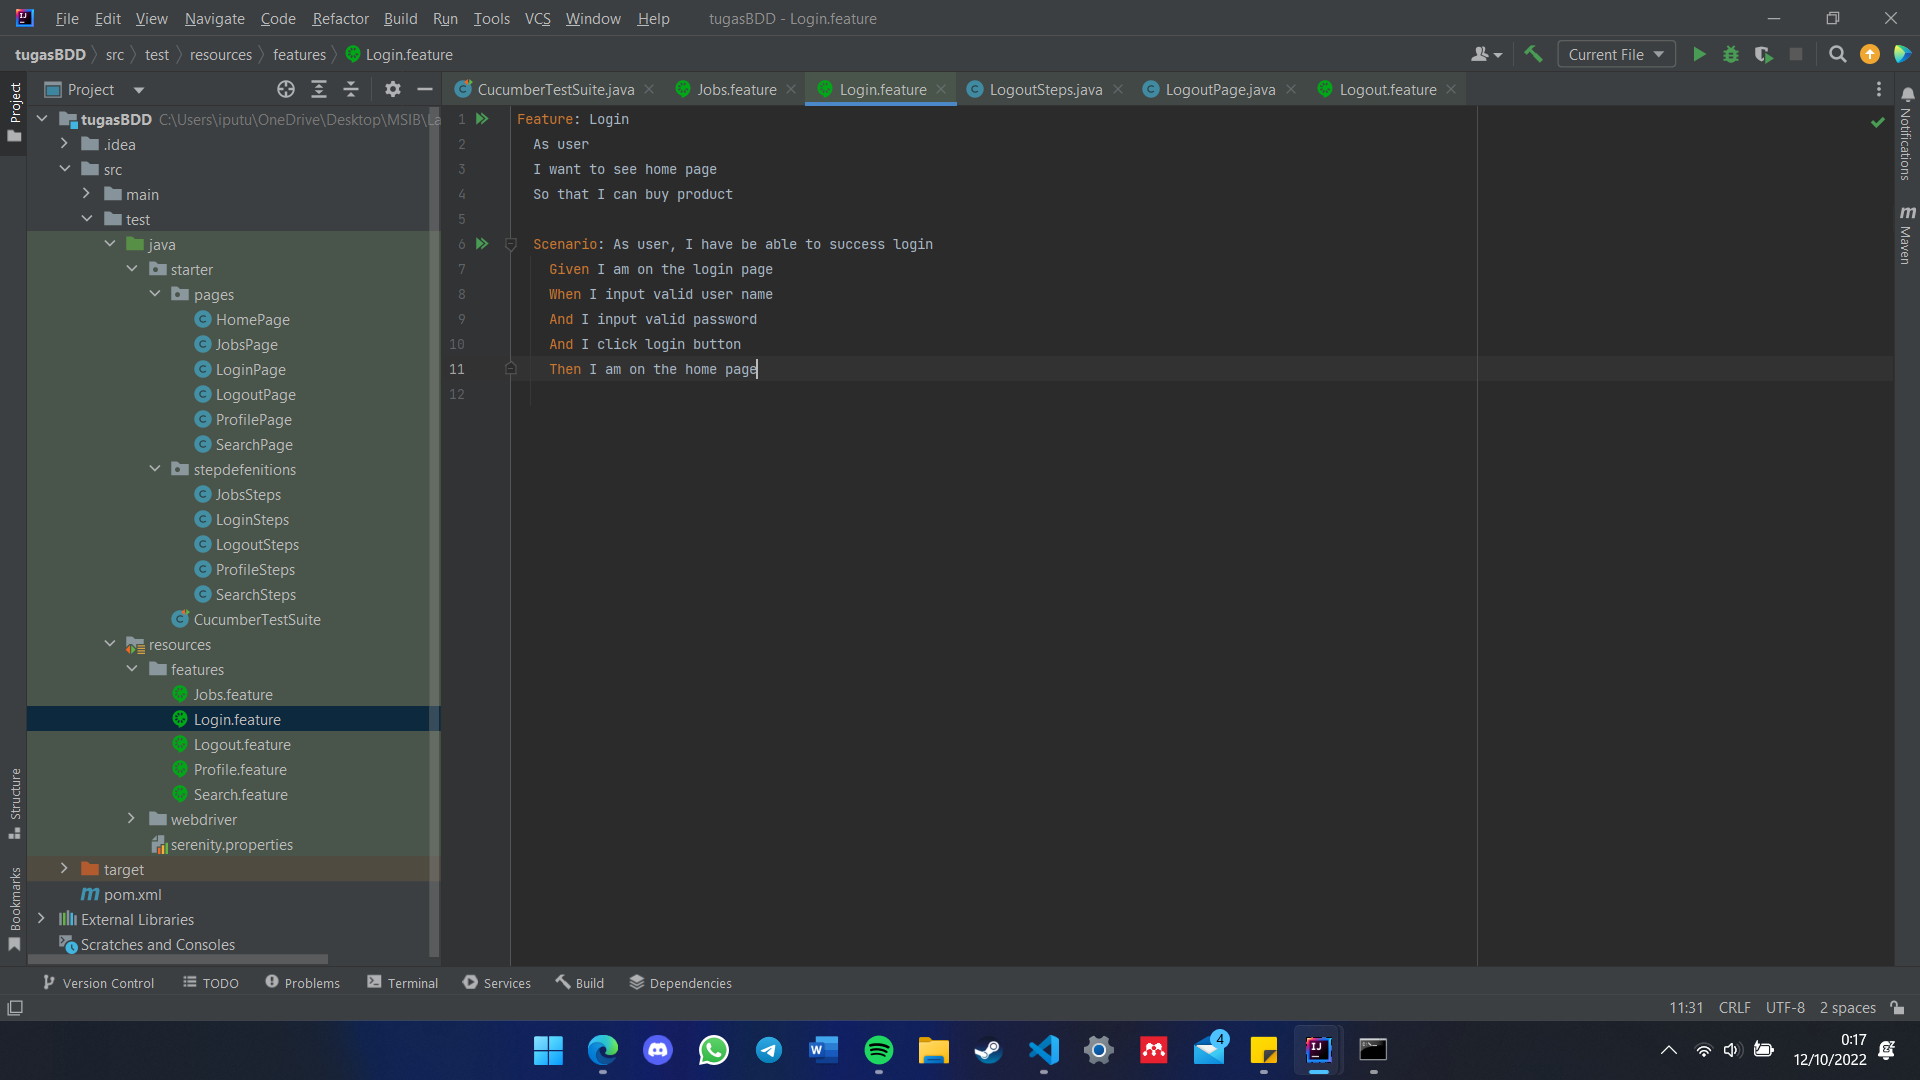 File Edit View Navigate Code Refactor Build Run Tools VCS Window Help tugasBDD - Login.feature
tugasBDD src test resources features Login.feature Current File
Project
CucumberTestSuite.java Jobs.feature Login.feature LogoutSteps.java LogoutPage.java Logout.feature
Project
tugasBDD C:\Users\iputu\OneDrive\Desktop\MSIB\La
.idea
src
main
test
java
starter
pages
HomePage
JobsPage
LoginPage
LogoutPage
ProfilePage
SearchPage
stepdefenitions
JobsSteps
LoginSteps
LogoutSteps
ProfileSteps
SearchSteps
CucumberTestSuite
resources
features
Jobs.feature
Login.feature
Logout.feature
Profile.feature
Search.feature
webdriver
serenity.properties
target
pom.xml
External Libraries
Scratches and Consoles
Structure
Bookmarks
1 Feature: Login
2 As user
3 I want to see home page
4 So that I can buy product
5
6 Scenario: As user, I have be able to success login
7 Given I am on the login page
8 When I input valid user name
9 And I input valid password
10 And I click login button
11 Then I am on the home page
12
Notifications
m Maven
Version Control TODO Problems Terminal Services Build Dependencies
11:31 CRLF UTF-8 2 spaces
4
0:17
12/10/2022